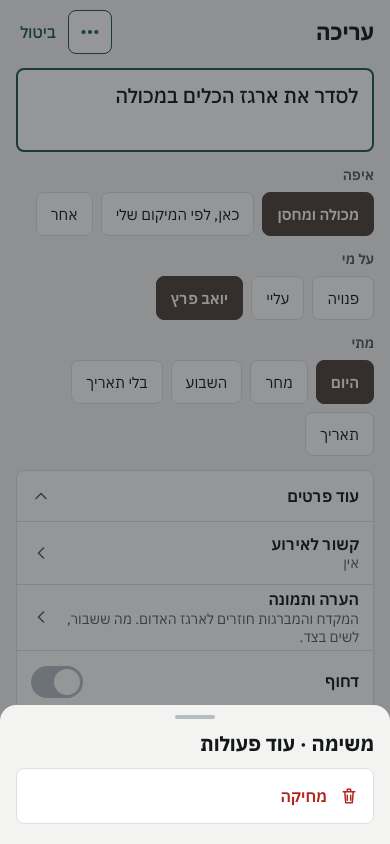 עריכה
ביטול
לסדר את ארגז הכלים במכולה
איפה
מכולה ומחסן
כאן, לפי המיקום שלי
אחר
על מי
פנויה
עליי
יואב פרץ
מתי
היום
מחר
השבוע
בלי תאריך
תאריך
עוד פרטים
קשור לאירוע
אין
הערה ותמונה
המקדח והמברגות חוזרים לארגז האדום. מה ששבור,
לשים בצד.
דחוף
משימה · עוד פעולות
מחיקה